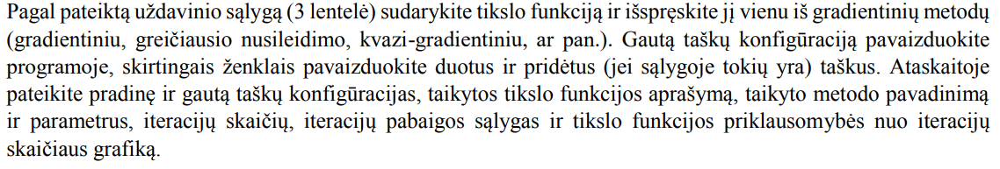 Pagal pateiktą uždavinio sąlygą (3 lentelė) sudarykite tikslo funkciją ir išspręskite jį vienu iš gradientinių metodų
(gradientiniu, greičiausio nusileidimo, kvazi-gradientiniu, ar pan.). Gautą taškų konfigūraciją pavaizduokite
programoje, skirtingais ženklais pavaizduokite duotus ir pridėtus (jei sąlygoje tokių yra) taškus. Ataskaitoje
pateikite pradinę ir gautą taškų konfigūracijas, taikytos tikslo funkcijos aprašymą, taikyto metodo pavadinimą
ir parametrus, iteracijų skaičių, iteracijų pabaigos sąlygas ir tikslo funkcijos priklausomybės nuo iteracijų
skaičiaus grafiką.